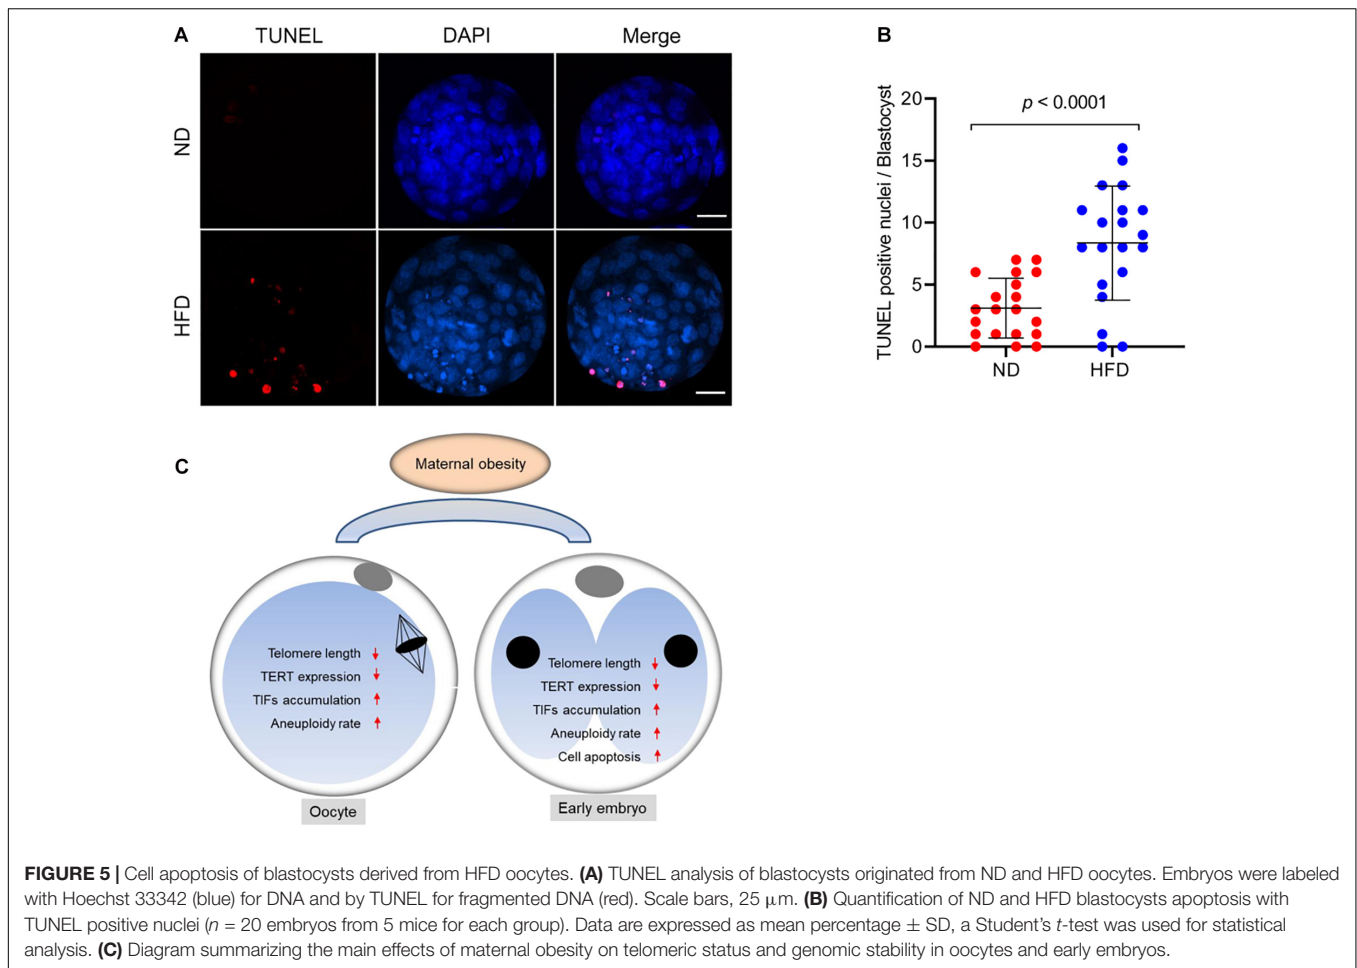 A
TUNEL
DAPI
Merge
ND
HFD
B
p < 0.0001
TUNEL positive nuclei / Blastocyst
20
15
10
5
0
ND
HFD
C
Maternal obesity
Telomere length
TERT expression
TIFs accumulation
Aneuploidy rate
Oocyte
Telomere length
TERT expression
TIFs accumulation
Aneuploidy rate
Cell apoptosis
Early embryo
FIGURE 5 | Cell apoptosis of blastocysts derived from HFD oocytes. (A) TUNEL analysis of blastocysts originated from ND and HFD oocytes. Embryos were labeled
with Hoechst 33342 (blue) for DNA and by TUNEL for fragmented DNA (red). Scale bars, 25 μm. (B) Quantification of ND and HFD blastocysts apoptosis with
TUNEL positive nuclei (n = 20 embryos from 5 mice for each group). Data are expressed as mean percentage ± SD, a Student's t-test was used for statistical
analysis. (C) Diagram summarizing the main effects of maternal obesity on telomeric status and genomic stability in oocytes and early embryos.